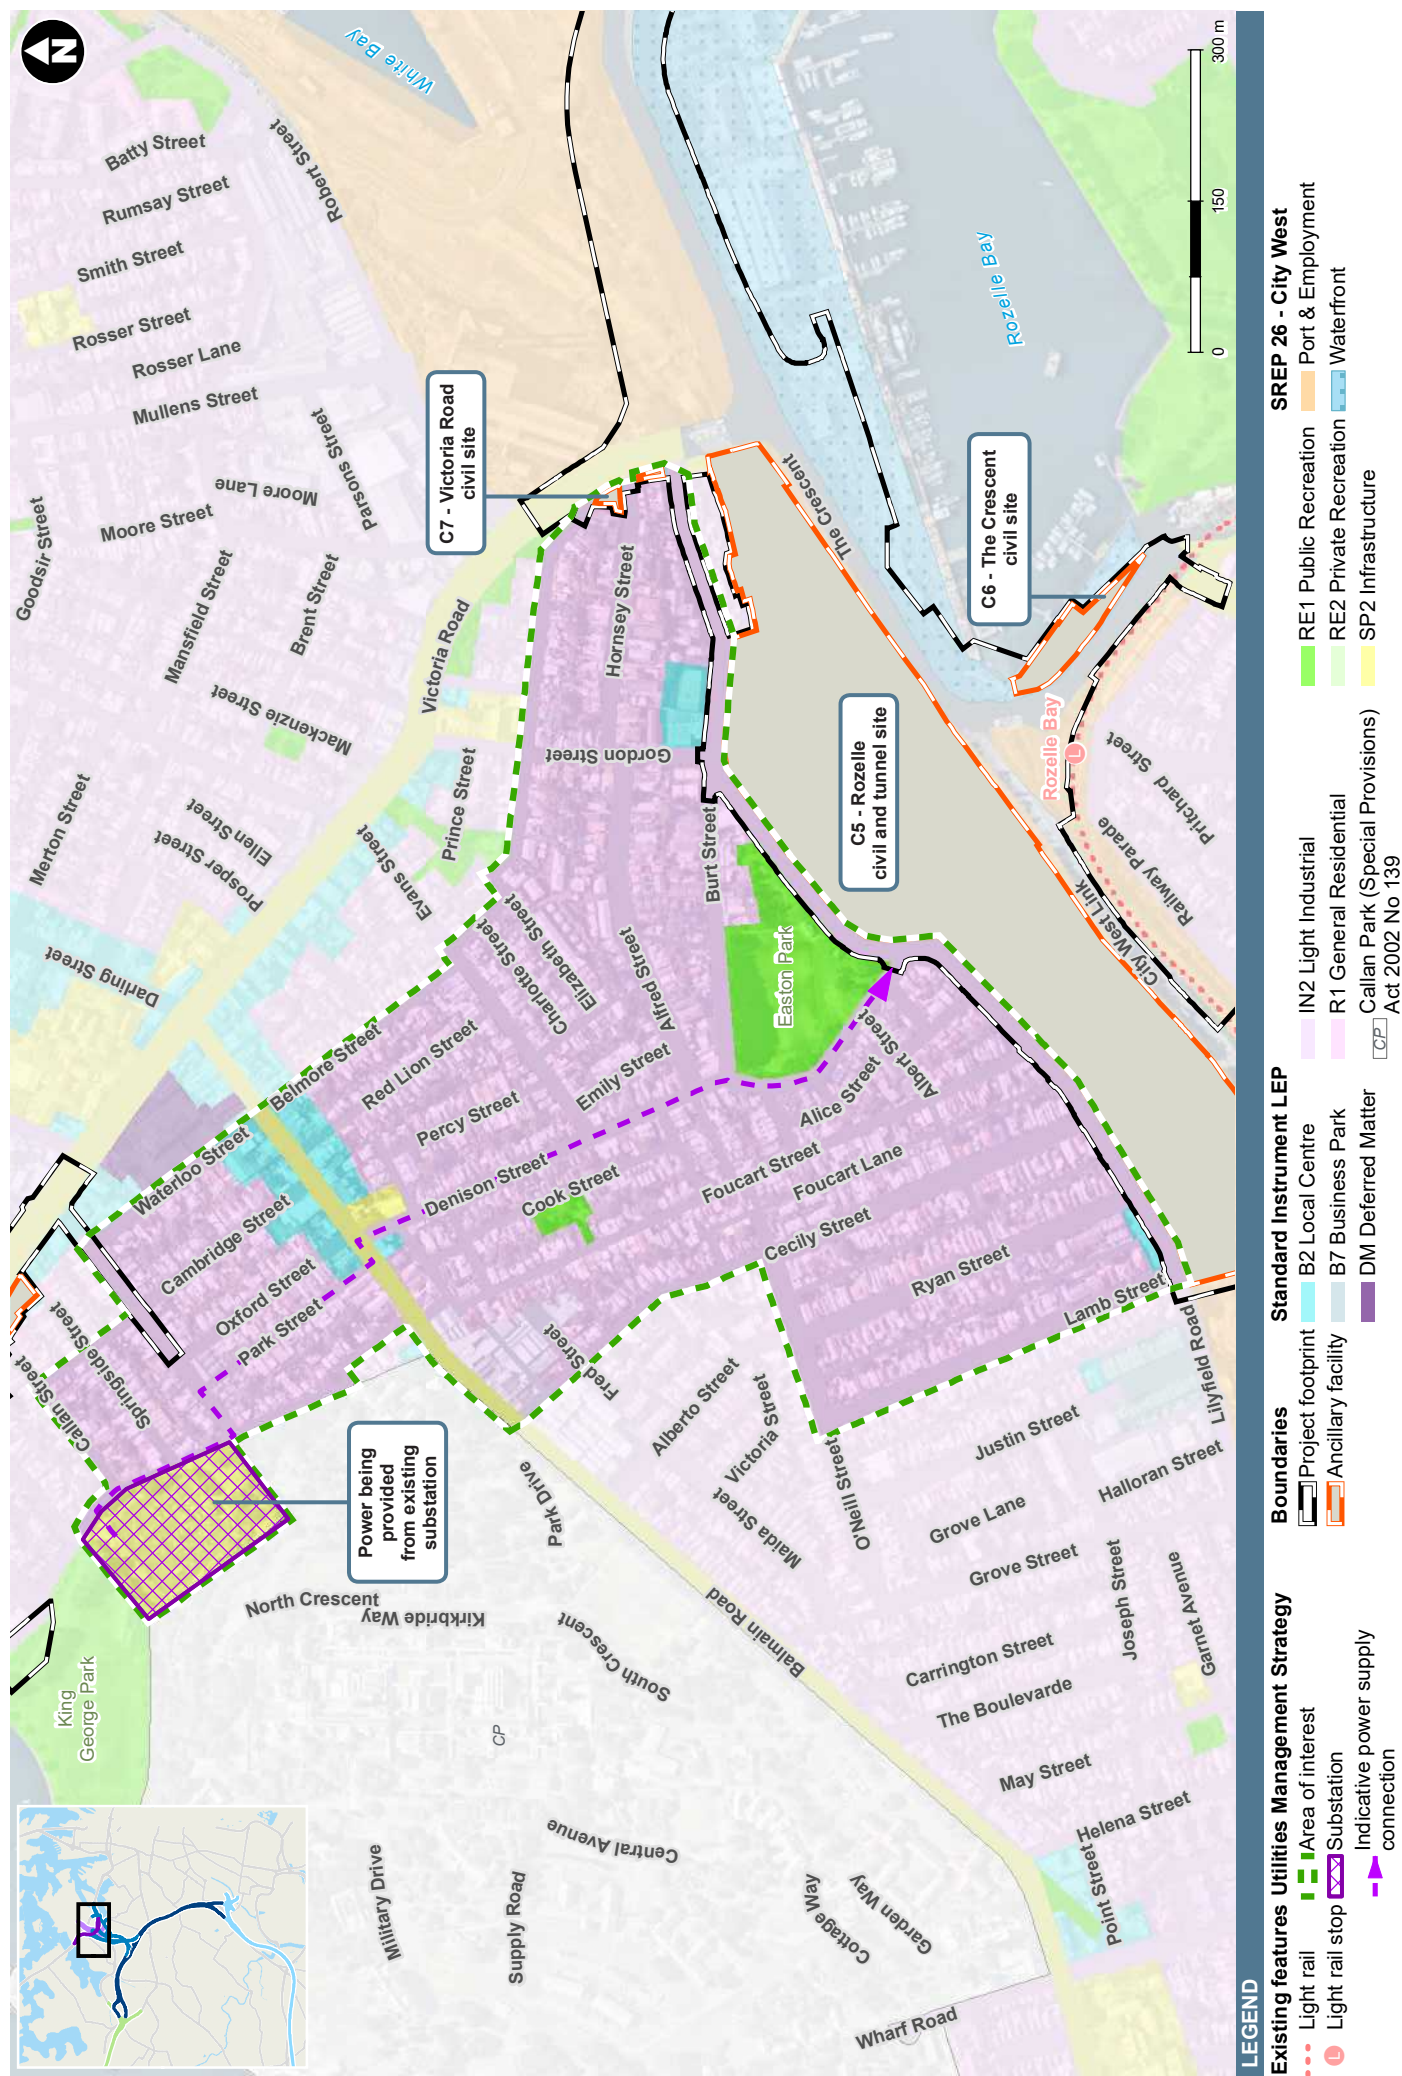 N
White Bay
Batty Street
Rumsay Street
Robert Street
Smith Street
Rosser Street
Rosser Lane
Mullens Street
Parsons Street
Moore Lane
Moore Street
Goodsir Street
Mansfield Street
Brent Street
Mackenzie Street
Victoria Road
Merton Street
Ellen Street
Prosper Street
Prince Street
Evans Street
Darling Street
Belmore Street
Waterloo Street
Cambridge Street
Oxford Street
Park Street
Springside Street
Callan Street
Red Lion Street
Percy Street
Charlotte Street
Elizabeth Street
Alfred Street
Emily Street
Denison Street
Cook Street
Hornsey Street
Gordon Street
Burt Street
Easton Park
Albert Street
Alice Street
Foucart Street
Foucart Lane
Cecily Street
Ryan Street
Lamb Street
Lilyfield Road
Fred Street
Alberto Street
Victoria Street
Maida Street
O'Neill Street
Justin Street
Halloran Street
Grove Lane
Grove Street
Joseph Street
Garnet Avenue
Carrington Street
The Boulevarde
May Street
Helena Street
Point Street
Balmain Road
Park Drive
North Crescent
Kirkbride Way
South Crescent
CP
Central Avenue
Military Drive
Supply Road
Cottage Way
Garden Way
Wharf Road
King
George Park
The Crescent
City West Link
Railway Parade
Pritchard Street
Rozelle Bay
L
Rozelle Bay
C7 - Victoria Road
civil site
C6 - The Crescent
civil site
C5 - Rozelle
civil and tunnel site
Power being
provided
from existing
substation
0
150
300 m
LEGEND
Existing features
Light rail
L
Light rail stop
Utilities Management Strategy
Area of interest
Substation
Indicative power supply
connection
Boundaries
Project footprint
Ancillary facility
Standard Instrument LEP
B2 Local Centre
B7 Business Park
DM Deferred Matter
IN2 Light Industrial
R1 General Residential
CP
Callan Park (Special Provisions)
Act 2002 No 139
RE1 Public Recreation
RE2 Private Recreation
SP2 Infrastructure
SREP 26 - City West
Port & Employment
Waterfront